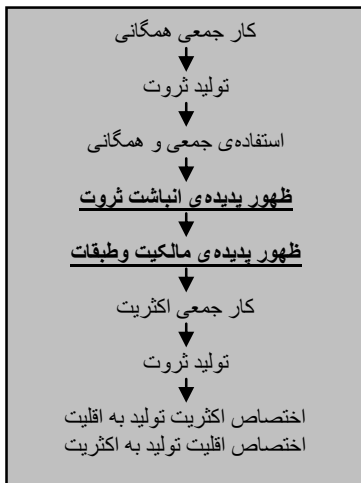 کار جمعی همگانی
تولید ثروت
استفاده‌ی جمعی و همگانی
ظهور پدیده‌ی انباشت ثروت
ظهور پدیده‌ی مالکیت وطبقات
کار جمعی اکثریت
تولید ثروت
اختصاص اکثریت تولید به اقلیت
اختصاص اقلیت تولید به اکثریت